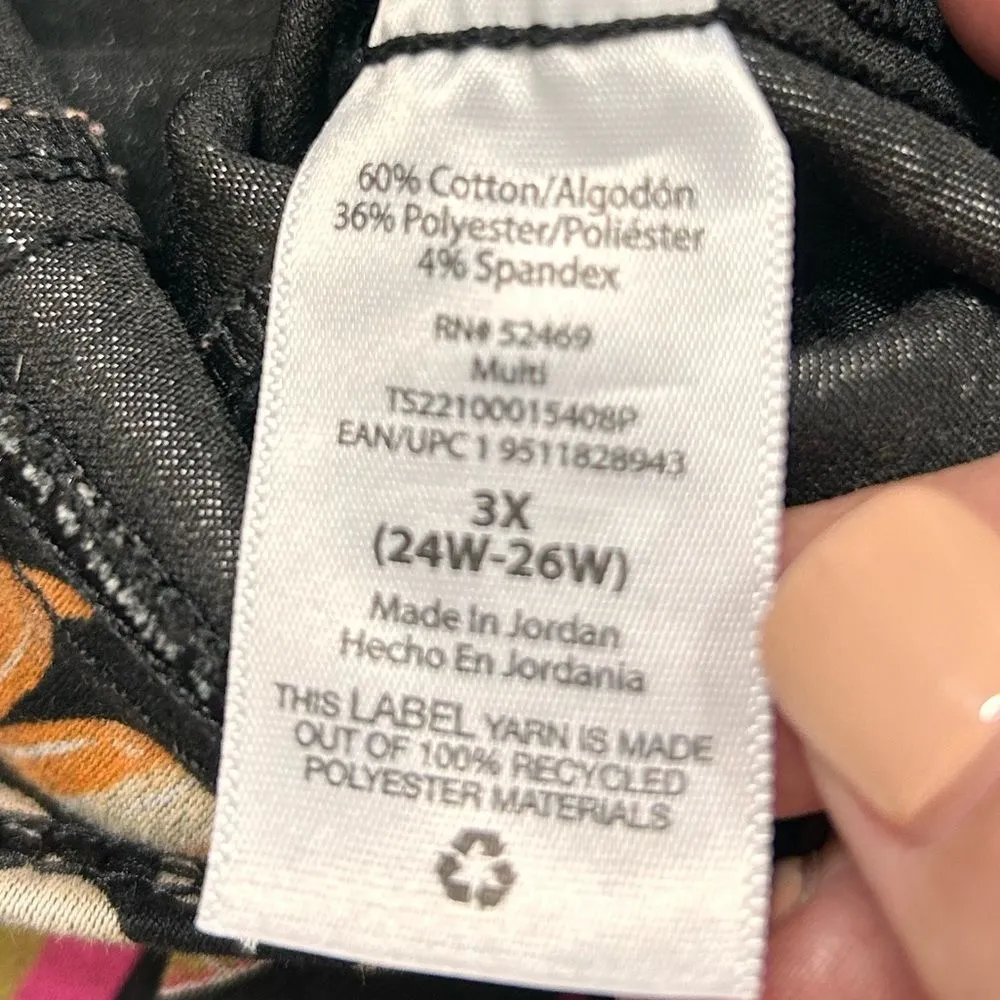 60% Cotton/Algodón
36% Polyester/Poliéster
4% Spandex
RN# 52469
Multi
TS22100015408P
EAN/UPC 1 9511828943
3X
(24W-26W)
Made In Jordan
Hecho En Jordania
THIS LABEL YARN IS MADE
OUT OF 100% RECYCLED
POLYESTER MATERIALS